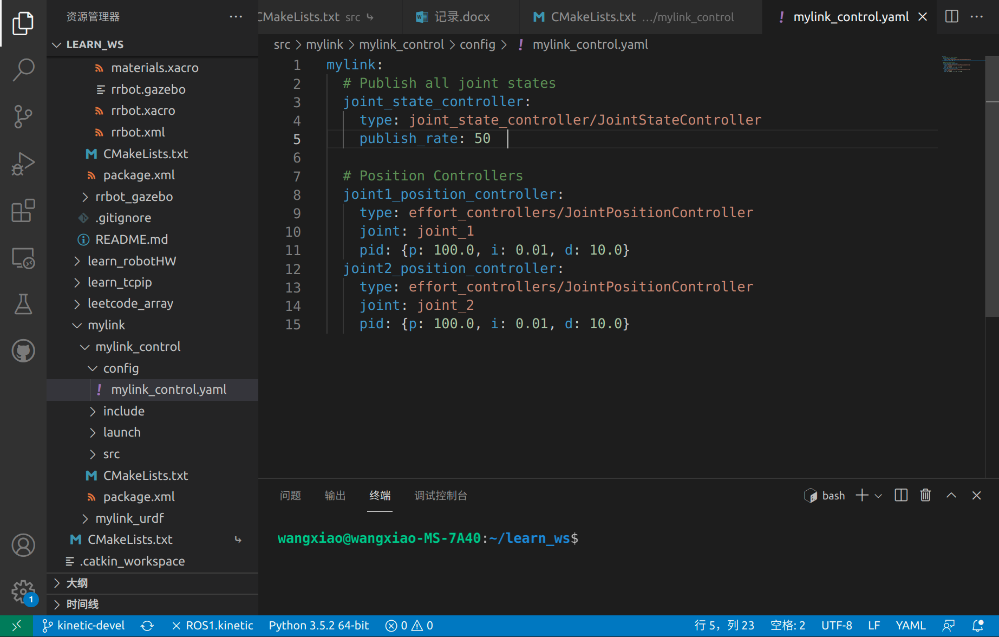 资源管理器
LEARN_WS
materials.xacro
rrbot.gazebo
rrbot.xacro
rrbot.xml
CMakeLists.txt
package.xml
rrbot_gazebo
.gitignore
README.md
learn_robotHW
learn_tcpip
leetcode_array
mylink
mylink_control
config
mylink_control.yaml
include
launch
src
CMakeLists.txt
package.xml
mylink_urdf
CMakeLists.txt
.catkin_workspace
大纲
时间线
CMakeLists.txt src
记录.docx
CMakeLists.txt .../mylink_control
mylink_control.yaml
src > mylink > mylink_control > config > ! mylink_control.yaml
1 mylink:
2 # Publish all joint states
3 joint_state_controller:
4 type: joint_state_controller/JointStateController
5 publish_rate: 50
6
7 # Position Controllers
8 joint1_position_controller:
9 type: effort_controllers/JointPositionController
10 joint: joint_1
11 pid: {p: 100.0, i: 0.01, d: 10.0}
12 joint2_position_controller:
13 type: effort_controllers/JointPositionController
14 joint: joint_2
15 pid: {p: 100.0, i: 0.01, d: 10.0}
问题 输出 终端 调试控制台
bash
wangxiao@wangxiao-MS-7A40:~/learn_ws$
1
kinetic-devel ROS1.kinetic Python 3.5.2 64-bit 0 0 行 5，列 23 空格: 2 UTF-8 LF YAML